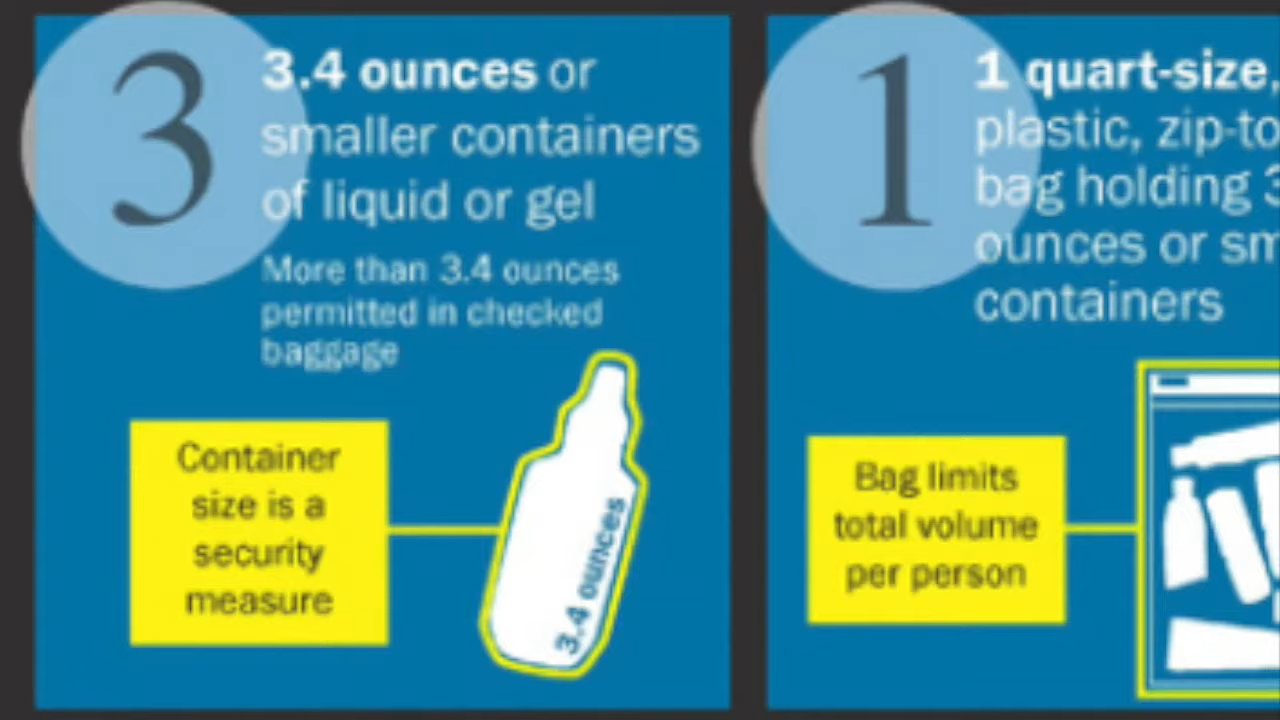 3
3.4 ounces or
smaller containers
of liquid or gel
More than 3.4 ounces
permitted in checked
baggage
Container
size is a
security
measure
3.4 ounces
1
1 quart-size,
plastic, zip-to
bag holding 3
ounces or sm
containers
Bag limits
total volume
per person